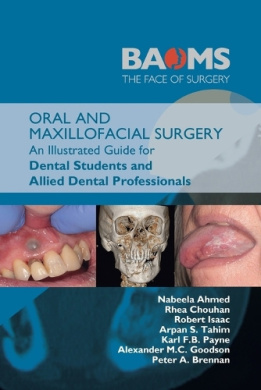 BAOMS
THE FACE OF SURGERY
ORAL AND
MAXILLOFACIAL SURGERY
An Illustrated Guide for
Dental Students and
Allied Dental Professionals
Nabeela Ahmed
Rhea Chouhan
Robert Isaac
Arpan S. Tahim
Karl F.B. Payne
Alexander M.C. Goodson
Peter A. Brennan